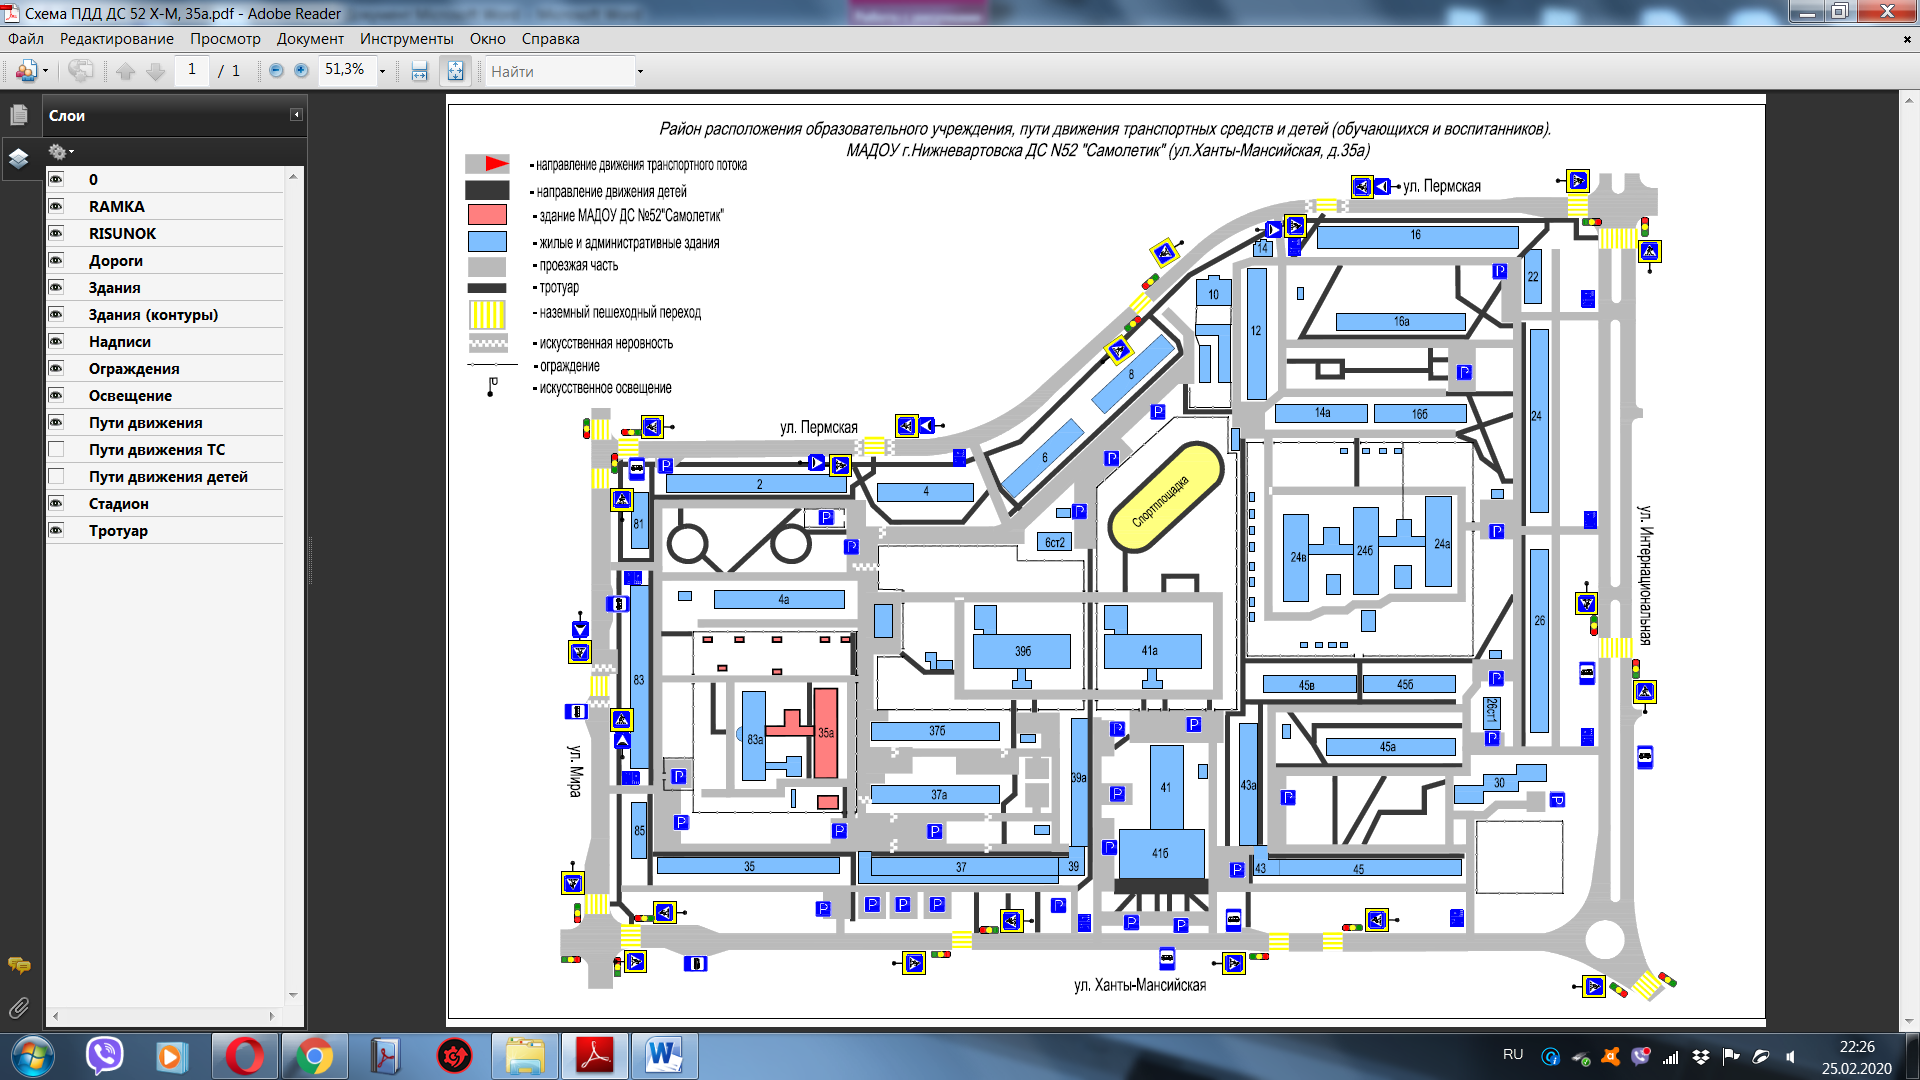 Схема ПДД ДС 52 Х-М, 35а.pdf - Adobe Reader
Файл Редактирование Просмотр Документ Инструменты Окно Справка
1 / 1 51,3% Найти
Слои
0
RAMKA
RISUNOK
Дороги
Здания
Здания (контуры)
Надписи
Ограждения
Освещение
Пути движения
Пути движения ТС
Пути движения детей
Стадион
Тротуар
Район расположения образовательного учреждения, пути движения транспортных средств и детей (обучающихся и воспитанников).
МАДОУ г.Нижневартовска ДС N52 "Самолетик" (ул.Ханты-Мансийская, д.35а)
- направление движения транспортного потока
- направление движения детей
- здание МАДОУ ДС №52"Самолетик"
- жилые и административные здания
- проезжая часть
- тротуар
- наземный пешеходный переход
- искусственная неровность
- ограждение
- искусственное освещение
ул. Пермская
16
14
22
10
12
16а
8
14а
16б
24
ул. Пермская
6
2
4
Спортплощадка
81
6ст2
24в
24б
24а
ул. Интернациональная
4а
26
83
39б
41а
45в
45б
26ст1
83а
35а
37б
45а
ул. Мира
39а
41
43а
30
37а
85
41б
35
37
39
43
45
ул. Ханты-Мансийская
RU
22:26
25.02.2020